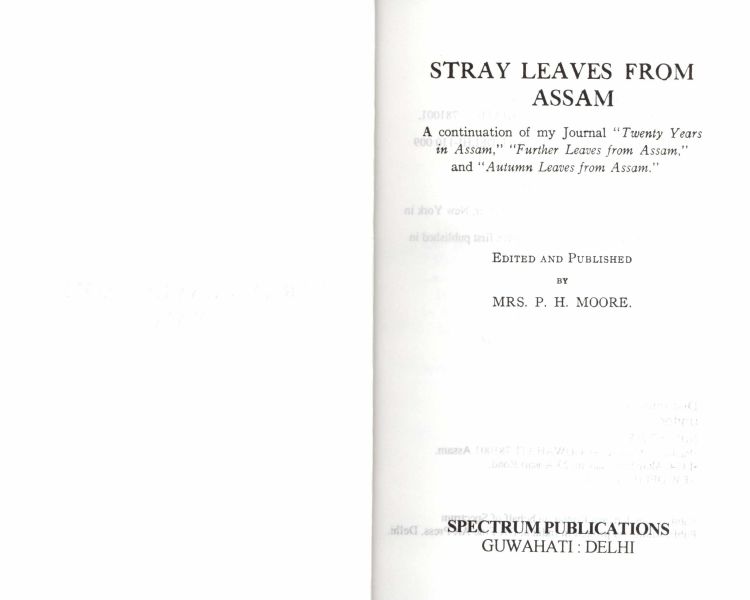 STRAY LEAVES FROM
ASSAM
A continuation of my Journal "Twenty Years
in Assam," "Further Leaves from Assam,"
and "Autumn Leaves from Assam."
EDITED AND PUBLISHED
BY
MRS. P. H. MOORE.
SPECTRUM PUBLICATIONS
GUWAHATI : DELHI